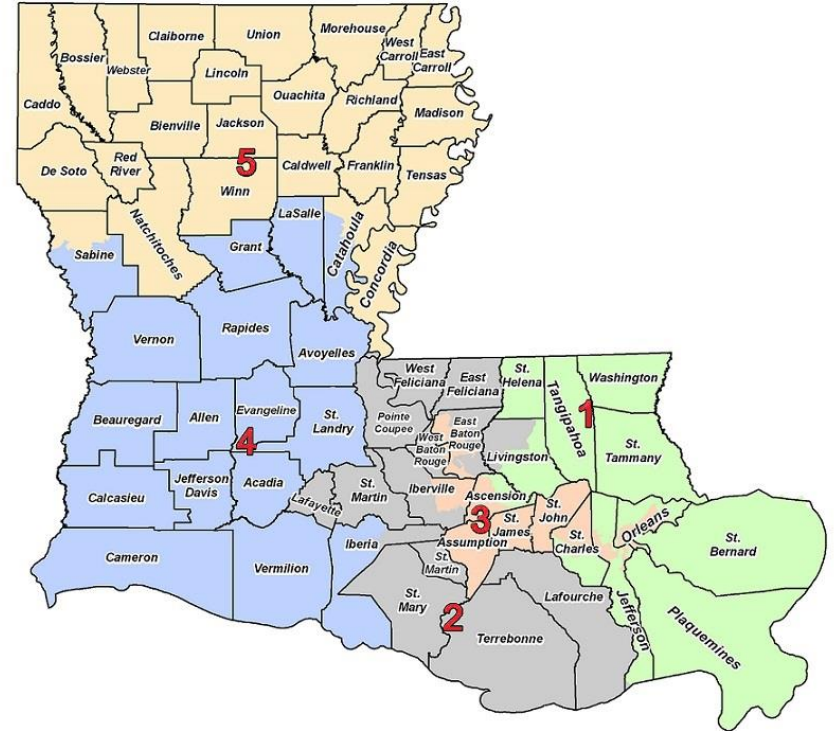 Morehouse
Claiborne
Union
West
Carroll
East
Carroll
Bossier
Webster
Lincoln
Caddo
Ouachita
Richland
Madison
Bienville
Jackson
De Soto
Red
River
5
Caldwell
Franklin
Tensas
Winn
LaSalle
Natchitoches
Catahoula
Sabine
Grant
Concordia
Vernon
Rapides
Avoyelles
West
Feliciana
East
Feliciana
St.
Helena
Tangipahoa
Washington
1
Beauregard
Allen
Evangeline
St.
Landry
Pointe
Coupee
West
Baton
Rouge
East
Baton
Rouge
Livingston
St.
Tammany
4
Calcasieu
Jefferson
Davis
Acadia
Lafayette
St.
Martin
Iberville
Ascension
3
St.
James
St.
John
Assumption
St.
Charles
Orleans
St.
Bernard
Cameron
Vermilion
Iberia
St.
Martin
St.
Mary
2
Terrebonne
Lafourche
Jefferson
Plaquemines